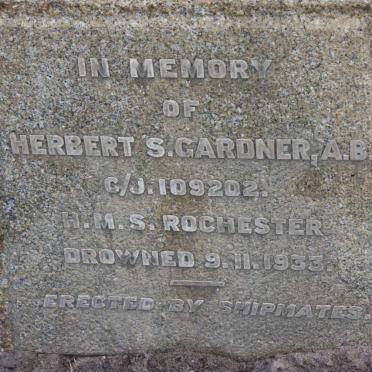 IN MEMORY
OF
HERBERT S. GARDNER, A.B
C/J. 109202.
H.M.S. ROCHESTER
DROWNED 9.11.1933.
ERECTED BY SHIPMATES.